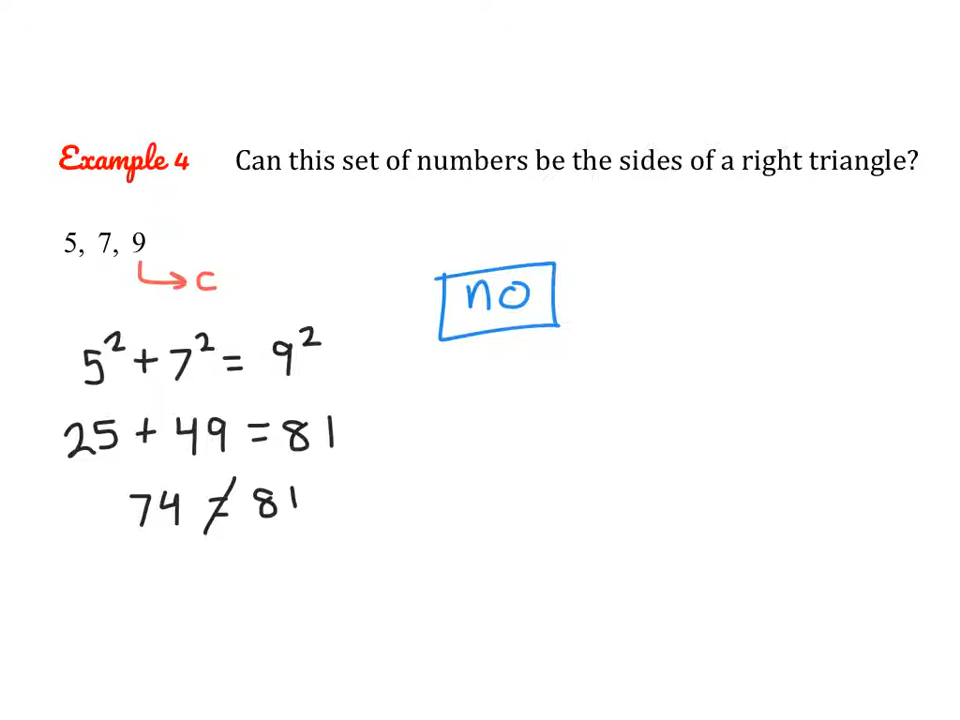 Example 4 Can this set of numbers be the sides of a right triangle?
5, 7, 9
→ c
no
5² + 7² = 9²
25 + 49 = 81
74 ≠ 81